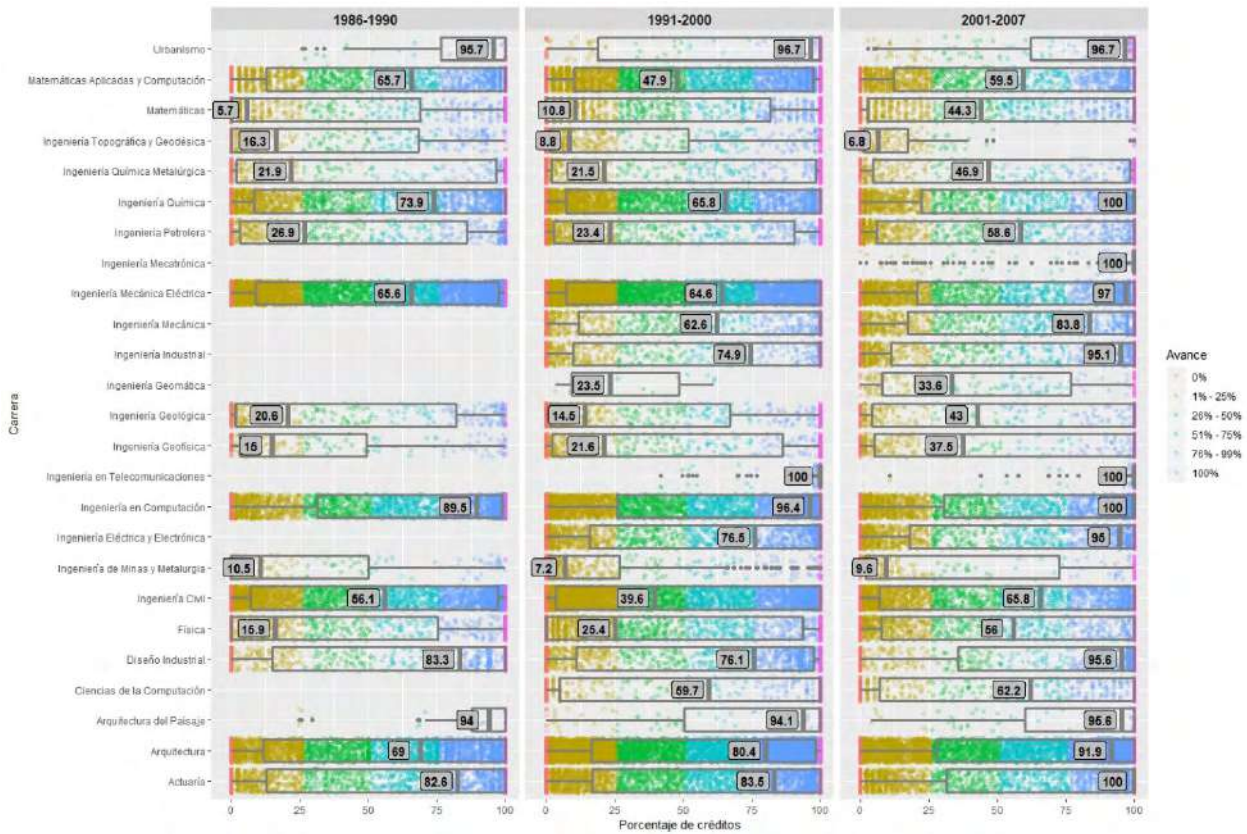 1986-1990 1991-2000 2001-2007
Urbanismo 95.7 96.7 96.7
Matemáticas Aplicadas y Computación 65.7 47.9 59.5
Matemáticas 5.7 10.8 44.3
Ingeniería Topográfica y Geodésica 16.3 8.8 6.8
Ingeniería Química Metalúrgica 21.9 21.5 46.9
Ingeniería Química 73.9 65.8 100
Ingeniería Petrolera 26.9 23.4 58.6
Ingeniería Mecatrónica 100
Ingeniería Mecánica Eléctrica 65.6 64.6 97
Ingeniería Mecánica 62.6 83.8
Ingeniería Industrial 74.9 95.1
Ingeniería Geomática 23.5 33.6
Ingeniería Geológica 20.6 14.5 43
Ingeniería Geofísica 15 21.6 37.5
Ingeniería en Telecomunicaciones 100 100
Ingeniería en Computación 89.5 96.4 100
Ingeniería Eléctrica y Electrónica 76.5 95
Ingeniería de Minas y Metalurgia 10.5 7.2 9.6
Ingeniería Civil 56.1 39.6 65.8
Física 15.9 25.4 56
Diseño Industrial 83.3 76.1 95.6
Ciencias de la Computación 59.7 62.2
Arquitectura del Paisaje 94 94.1 95.6
Arquitectura 69 80.4 91.9
Actuaría 82.6 83.5 100
0 25 50 75 100 0 25 50 75 100 0 25 50 75 100
Porcentaje de créditos
Carrera
Avance
0%
1% - 25%
26% - 50%
51% - 75%
76% - 99%
100%